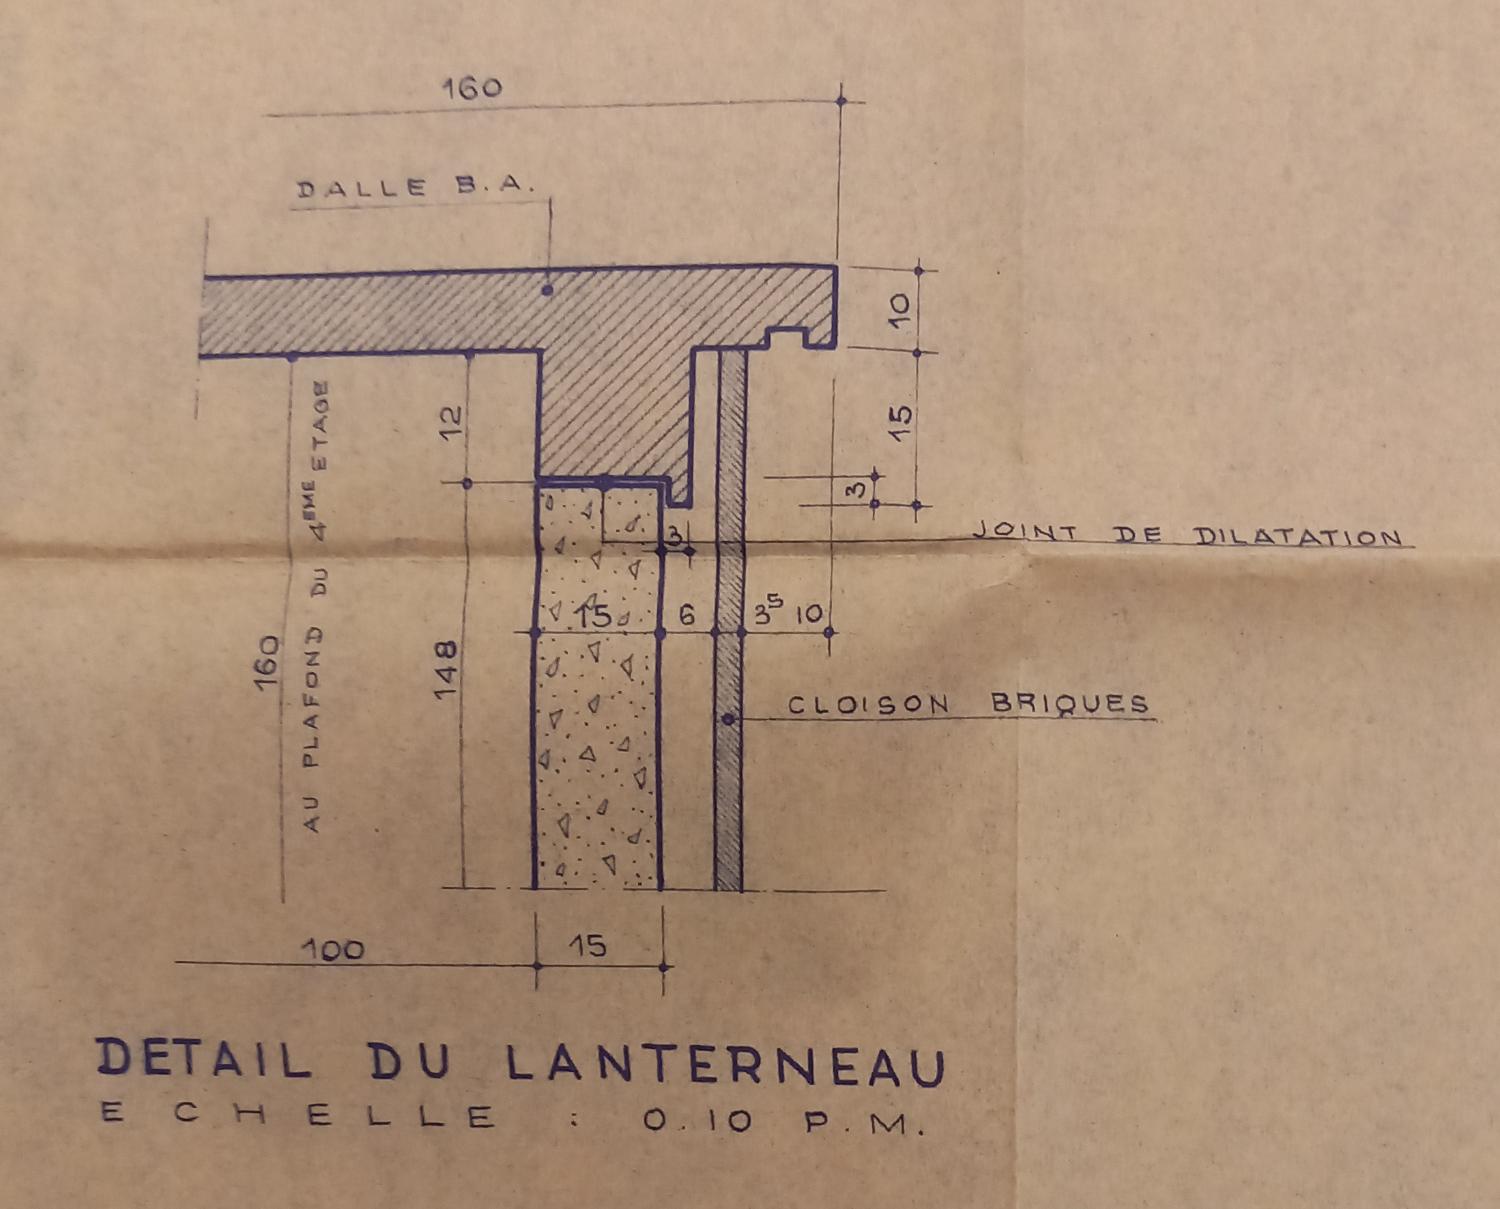 160
DALLE B.A.
10
12
15
3
AU PLAFOND DU 4EME ETAGE
160
148
JOINT DE DILATATION
3
15 6 3⁵ 10
CLOISON BRIQUES
100 15
DETAIL DU LANTERNEAU
ECHELLE : 0.10 P.M.